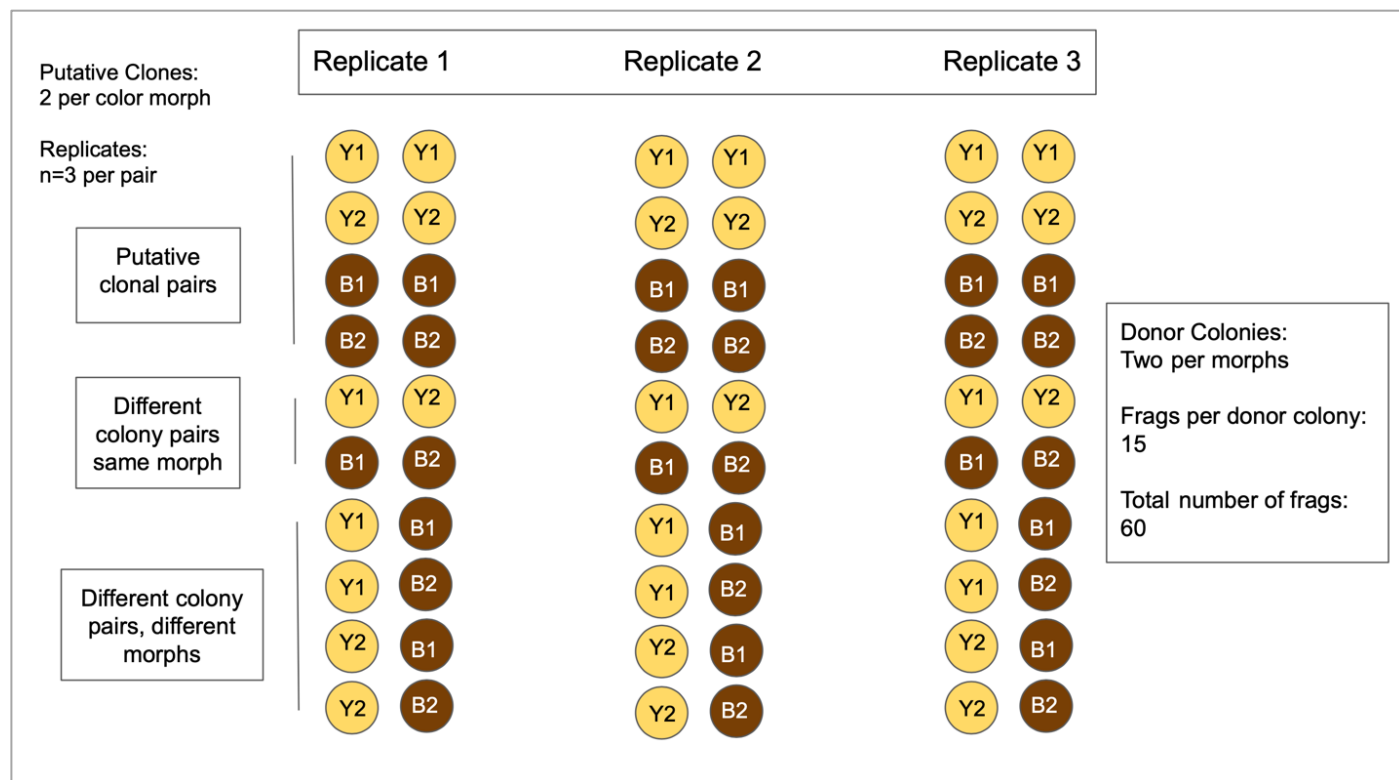 Replicate 1 Replicate 2 Replicate 3
Putative Clones:
2 per color morph
Replicates:
n=3 per pair
Y1 Y1 Y1 Y1 Y1 Y1
Y2 Y2 Y2 Y2 Y2 Y2
Putative
clonal pairs
B1 B1 B1 B1 B1 B1
B2 B2 B2 B2 B2 B2
Different
colony pairs
same morph
Y1 Y2 Y1 Y2 Y1 Y2
B1 B2 B1 B2 B1 B2
Different colony
pairs, different
morphs
Y1 B1 Y1 B1 Y1 B1
Y1 B2 Y1 B2 Y1 B2
Y2 B1 Y2 B1 Y2 B1
Y2 B2 Y2 B2 Y2 B2
Donor Colonies:
Two per morphs
Frags per donor colony:
15
Total number of frags:
60